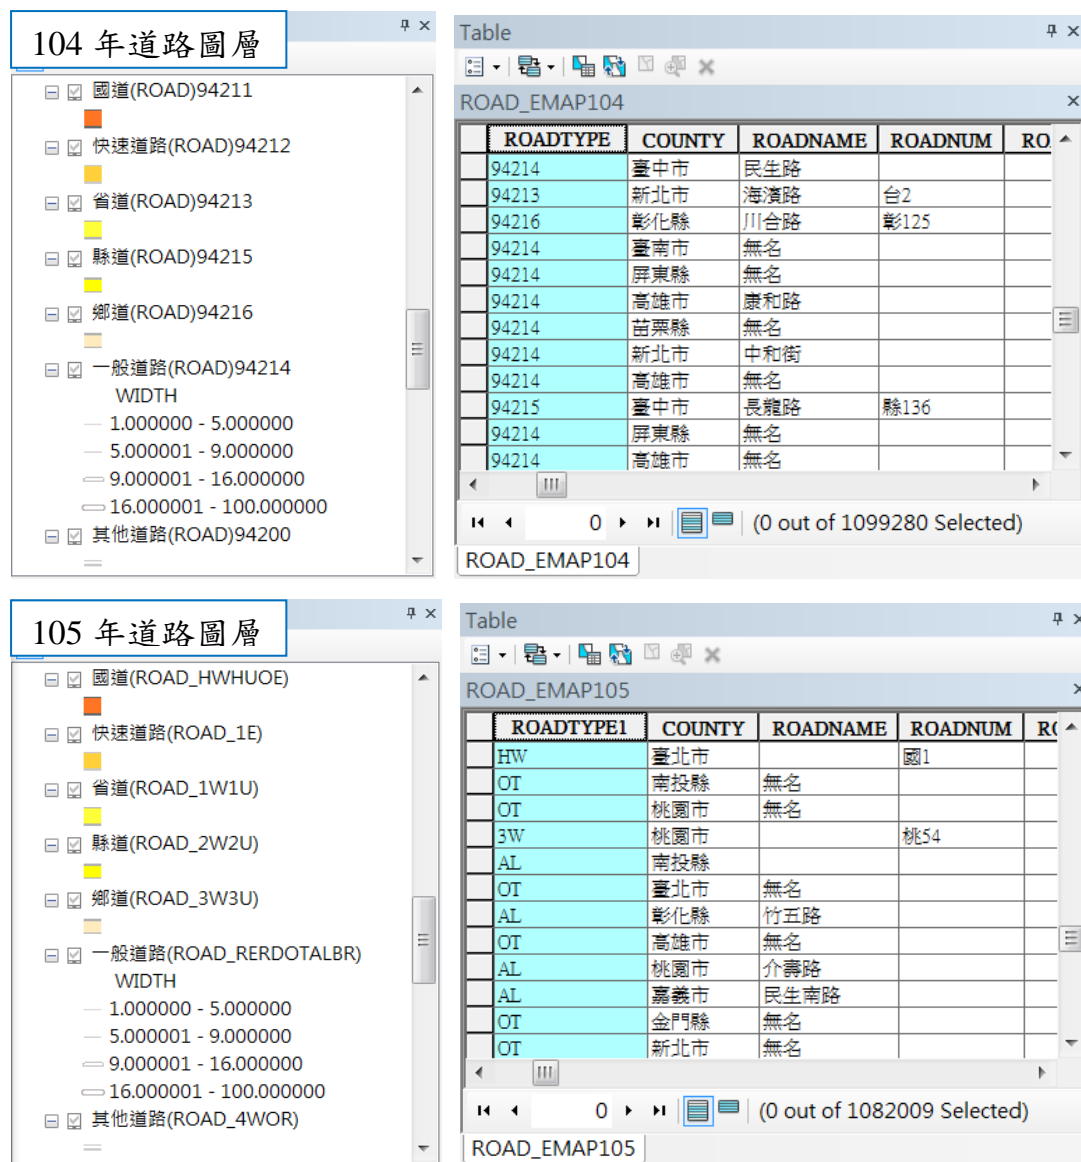 104 年道路圖層
國道(ROAD)94211
快速道路(ROAD)94212
省道(ROAD)94213
縣道(ROAD)94215
鄉道(ROAD)94216
一般道路(ROAD)94214
WIDTH
1.000000 - 5.000000
5.000001 - 9.000000
9.000001 - 16.000000
16.000001 - 100.000000
其他道路(ROAD)94200
Table
ROAD_EMAP104
ROADTYPE COUNTY ROADNAME ROADNUM RO
94214 臺中市 民生路
94213 新北市 海濱路 台2
94216 彰化縣 川合路 彰125
94214 臺南市 無名
94214 屏東縣 無名
94214 高雄市 康和路
94214 苗栗縣 無名
94214 新北市 中和街
94214 高雄市 無名
94215 臺中市 長龍路 縣136
94214 屏東縣 無名
94214 高雄市 無名
0 (0 out of 1099280 Selected)
ROAD_EMAP104
105 年道路圖層
國道(ROAD_HWHUOE)
快速道路(ROAD_1E)
省道(ROAD_1W1U)
縣道(ROAD_2W2U)
鄉道(ROAD_3W3U)
一般道路(ROAD_RERDOTALBR)
WIDTH
1.000000 - 5.000000
5.000001 - 9.000000
9.000001 - 16.000000
16.000001 - 100.000000
其他道路(ROAD_4WOR)
Table
ROAD_EMAP105
ROADTYPE1 COUNTY ROADNAME ROADNUM R
HW 臺北市 國1
OT 南投縣 無名
OT 桃園市 無名
3W 桃園市 桃54
AL 南投縣
OT 臺北市 無名
AL 彰化縣 竹五路
OT 高雄市 無名
AL 桃園市 介壽路
AL 嘉義市 民生南路
OT 金門縣 無名
OT 新北市 無名
0 (0 out of 1082009 Selected)
ROAD_EMAP105